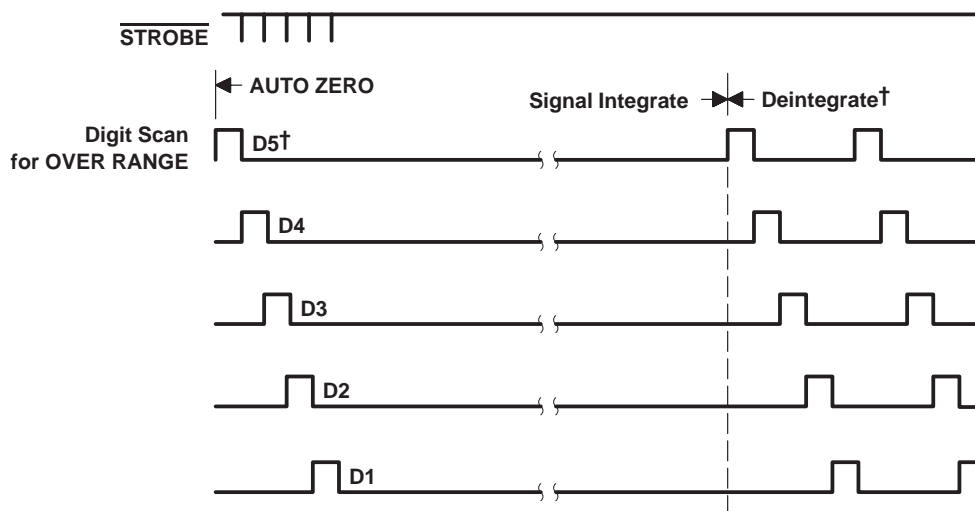 STROBE
AUTO ZERO
Signal Integrate
Deintegrate†
Digit Scan
for OVER RANGE
D5†
D4
D3
D2
D1